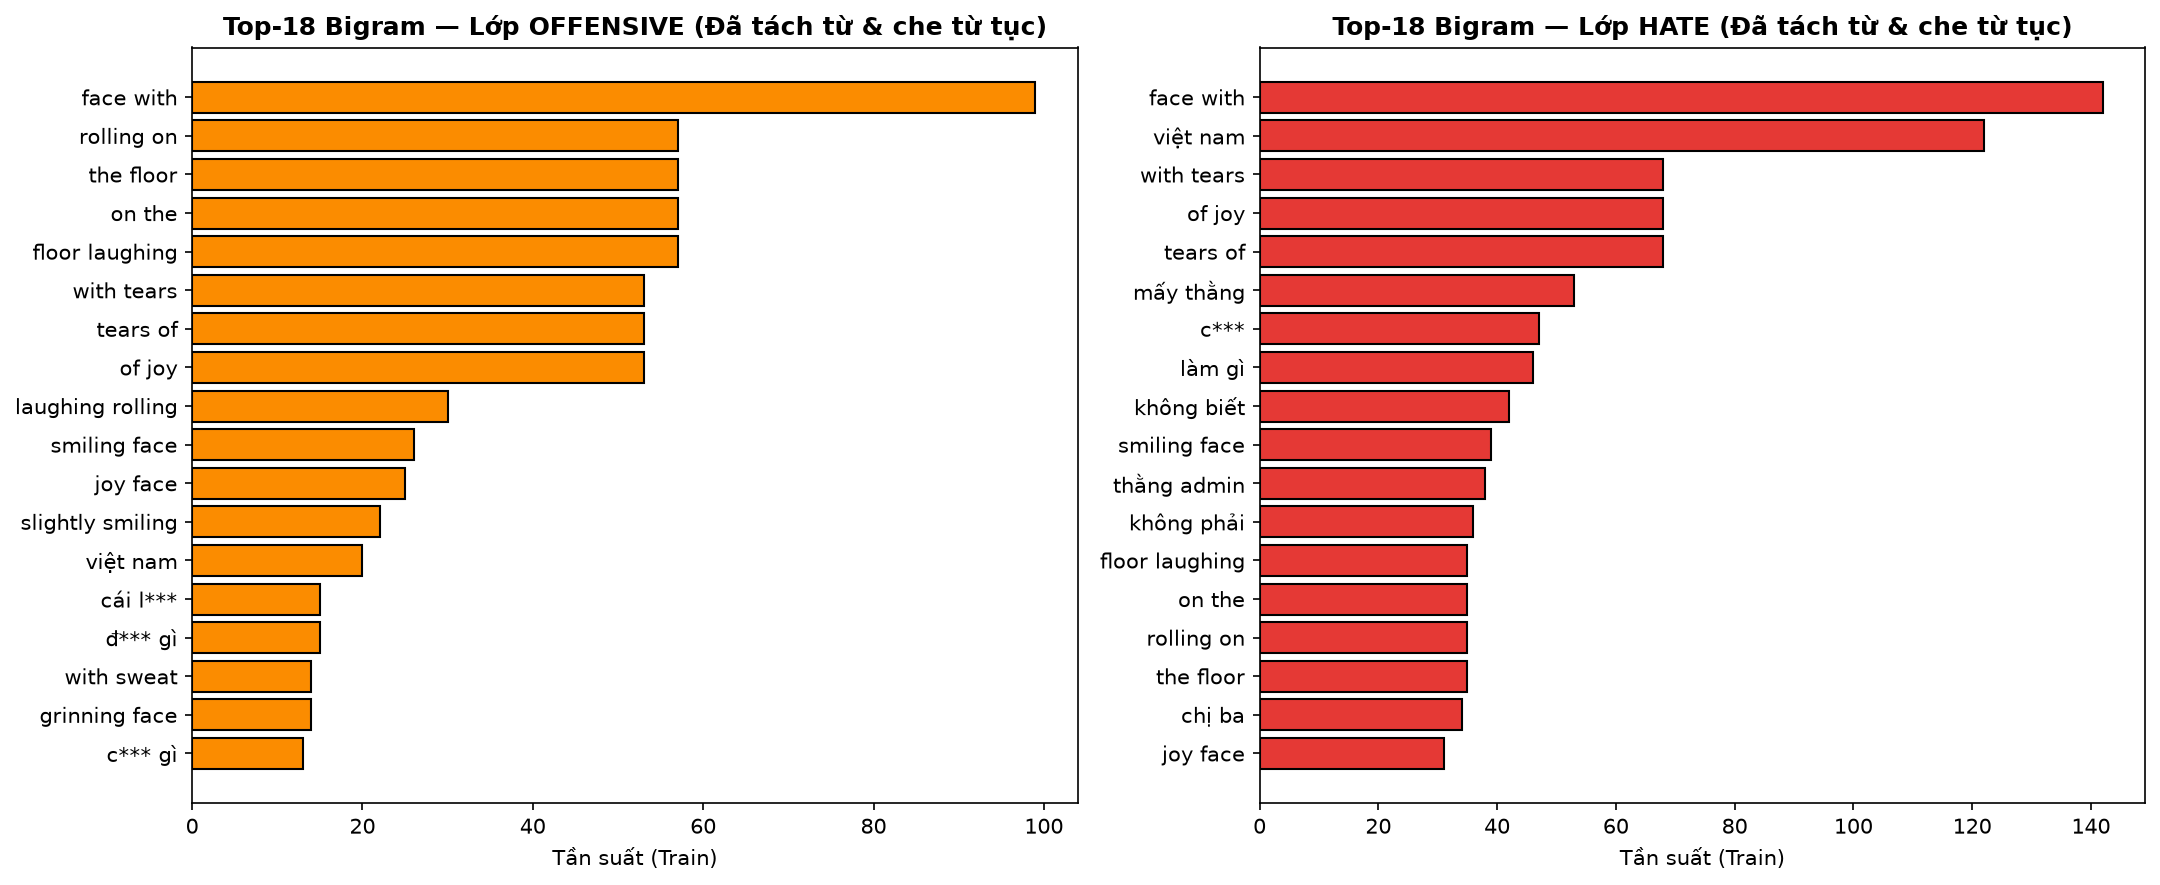 Top-18 Bigram — Lớp OFFENSIVE (Đã tách từ & che từ tục)
face with
rolling on
the floor
on the
floor laughing
with tears
tears of
of joy
laughing rolling
smiling face
joy face
slightly smiling
việt nam
cái l***
đ*** gì
with sweat
grinning face
c*** gì
0 20 40 60 80 100
Tần suất (Train)
Top-18 Bigram — Lớp HATE (Đã tách từ & che từ tục)
face with
việt nam
with tears
of joy
tears of
mấy thằng
c***
làm gì
không biết
smiling face
thằng admin
không phải
floor laughing
on the
rolling on
the floor
chị ba
joy face
0 20 40 60 80 100 120 140
Tần suất (Train)